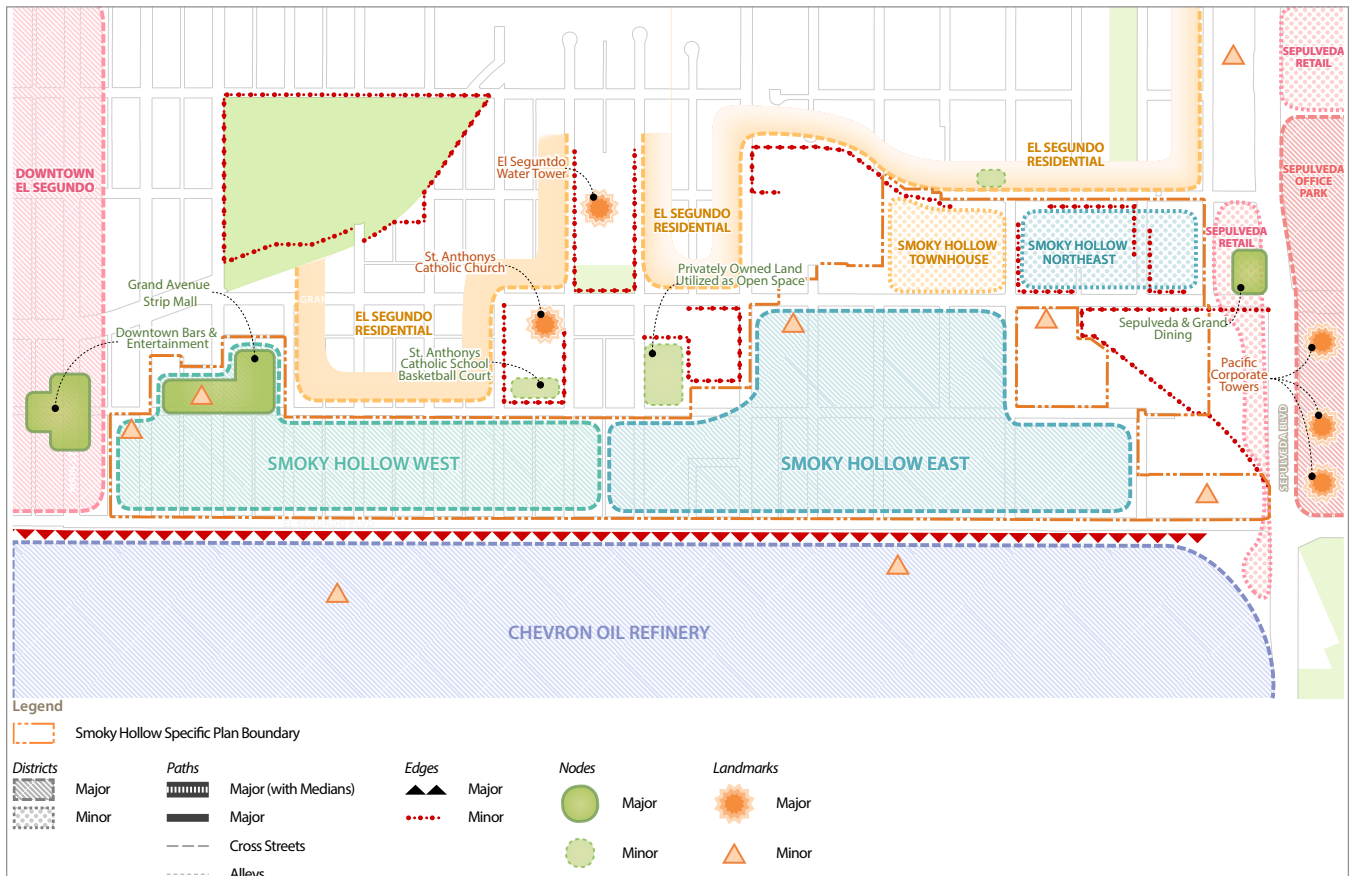 SEPULVEDA
RETAIL
DOWNTOWN
EL SEGUNDO
El Seguntdo
Water Tower
EL SEGUNDO
RESIDENTIAL
SEPULVEDA
OFFICE
PARK
EL SEGUNDO
RESIDENTIAL
SMOKY HOLLOW
TOWNHOUSE
SMOKY HOLLOW
NORTHEAST
SEPULVEDA
RETAIL
St. Anthonys
Catholic Church
Privately Owned Land
Utilized as Open Space
Grand Avenue
Strip Mall
GRAN
EL SEGUNDO
RESIDENTIAL
Downtown Bars &
Entertainment
St. Anthonys
Catholic School
Basketball Court
Sepulveda & Grand
Dining
Pacific
Corporate
Towers
SEPULVEDA BLVD
SMOKY HOLLOW WEST
SMOKY HOLLOW EAST
CHEVRON OIL REFINERY
Legend
Smoky Hollow Specific Plan Boundary
Districts
Major
Minor
Paths
Major (with Medians)
Major
Cross Streets
Alleys
Edges
Major
Minor
Nodes
Major
Minor
Landmarks
Major
Minor